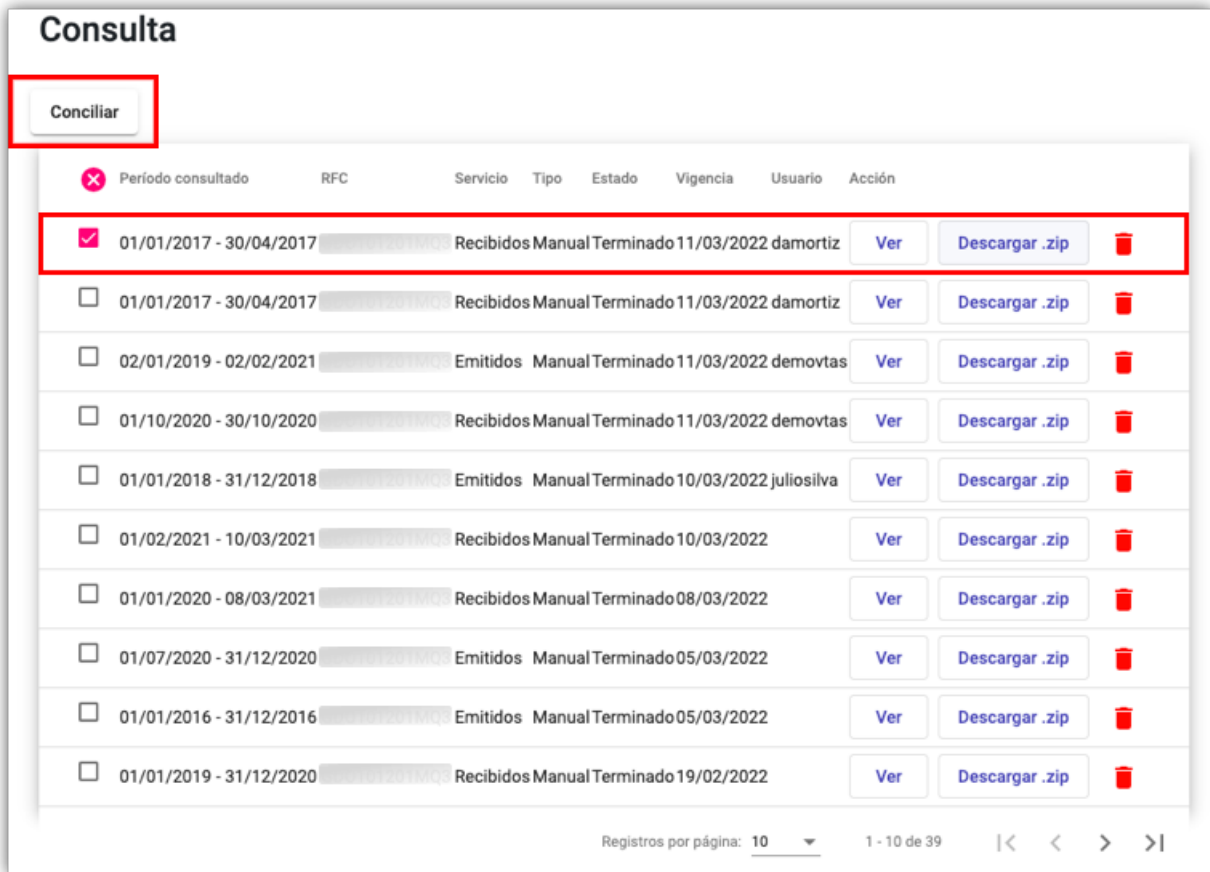 Consulta
Conciliar
Período consultado RFC Servicio Tipo Estado Vigencia Usuario Acción
01/01/2017 - 30/04/2017 Recibidos Manual Terminado 11/03/2022 damortiz Ver Descargar .zip
01/01/2017 - 30/04/2017 Recibidos Manual Terminado 11/03/2022 damortiz Ver Descargar .zip
02/01/2019 - 02/02/2021 Emitidos Manual Terminado 11/03/2022 demovtas Ver Descargar .zip
01/10/2020 - 30/10/2020 Recibidos Manual Terminado 11/03/2022 demovtas Ver Descargar .zip
01/01/2018 - 31/12/2018 Emitidos Manual Terminado 10/03/2022 juliosilva Ver Descargar .zip
01/02/2021 - 10/03/2021 Recibidos Manual Terminado 10/03/2022 Ver Descargar .zip
01/01/2020 - 08/03/2021 Recibidos Manual Terminado 08/03/2022 Ver Descargar .zip
01/07/2020 - 31/12/2020 Emitidos Manual Terminado 05/03/2022 Ver Descargar .zip
01/01/2016 - 31/12/2016 Emitidos Manual Terminado 05/03/2022 Ver Descargar .zip
01/01/2019 - 31/12/2020 Recibidos Manual Terminado 19/02/2022 Ver Descargar .zip
Registros por página: 10 1 - 10 de 39